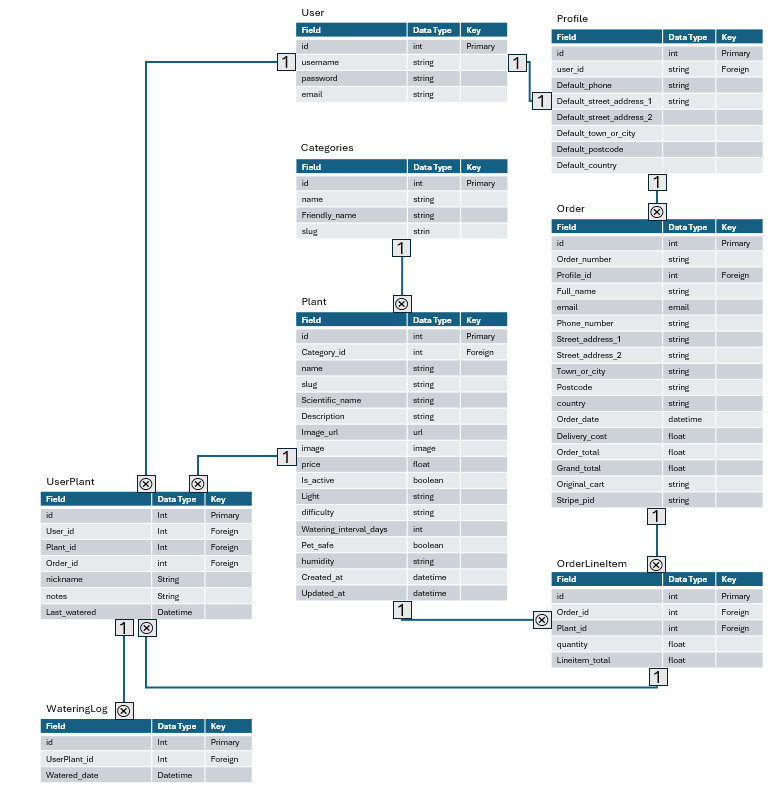 User
Field Data Type Key
id int Primary
username string
password string
email string
1
1
1
Profile
Field Data Type Key
id int Primary
user_id string Foreign
Default_phone string
Default_street_address_1 string
Default_street_address_2
Default_town_or_city
Default_postcode
Default_country
1
Categories
Field Data Type Key
id int Primary
name string
Friendly_name string
slug strin
1
Order
Field Data Type Key
id int Primary
Order_number string
Profile_id int Foreign
Full_name string
email email
Phone_number string
Street_address_1 string
Street_address_2 string
Town_or_city string
Postcode string
country string
Order_date datetime
Delivery_cost float
Order_total float
Grand_total float
Original_cart string
Stripe_pid string
1
Plant
Field Data Type Key
id int Primary
Category_id int Foreign
name string
slug string
Scientific_name string
Description string
Image_url url
image image
price float
Is_active boolean
Light string
difficulty string
Watering_interval_days int
Pet_safe boolean
humidity string
Created_at datetime
Updated_at datetime
1
1
UserPlant
Field Data Type Key
id Int Primary
User_id Int Foreign
Plant_id Int Foreign
Order_id int Foreign
nickname String
notes String
Last_watered Datetime
1
OrderLineItem
Field Data Type Key
id int Primary
Order_id int Foreign
Plant_id int Foreign
quantity float
Lineitem_total float
1
WateringLog
Field Data Type Key
id Int Primary
UserPlant_id Int Foreign
Watered_date Datetime